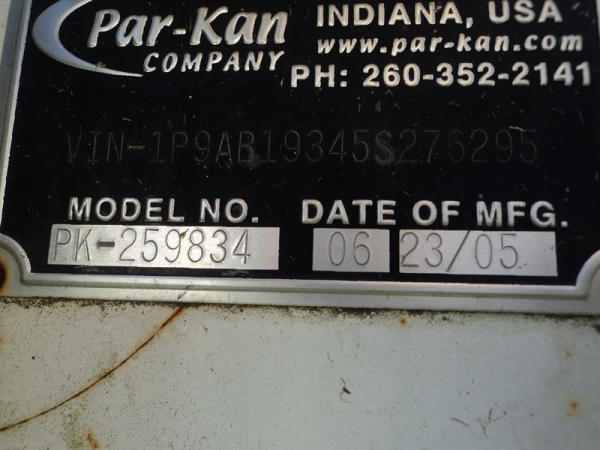 Par-Kan
COMPANY
INDIANA, USA
www.par-kan.com
PH: 260-352-2141
VIN-1P9AB19345S276295
MODEL NO. DATE OF MFG.
PK-259834 06 23/05